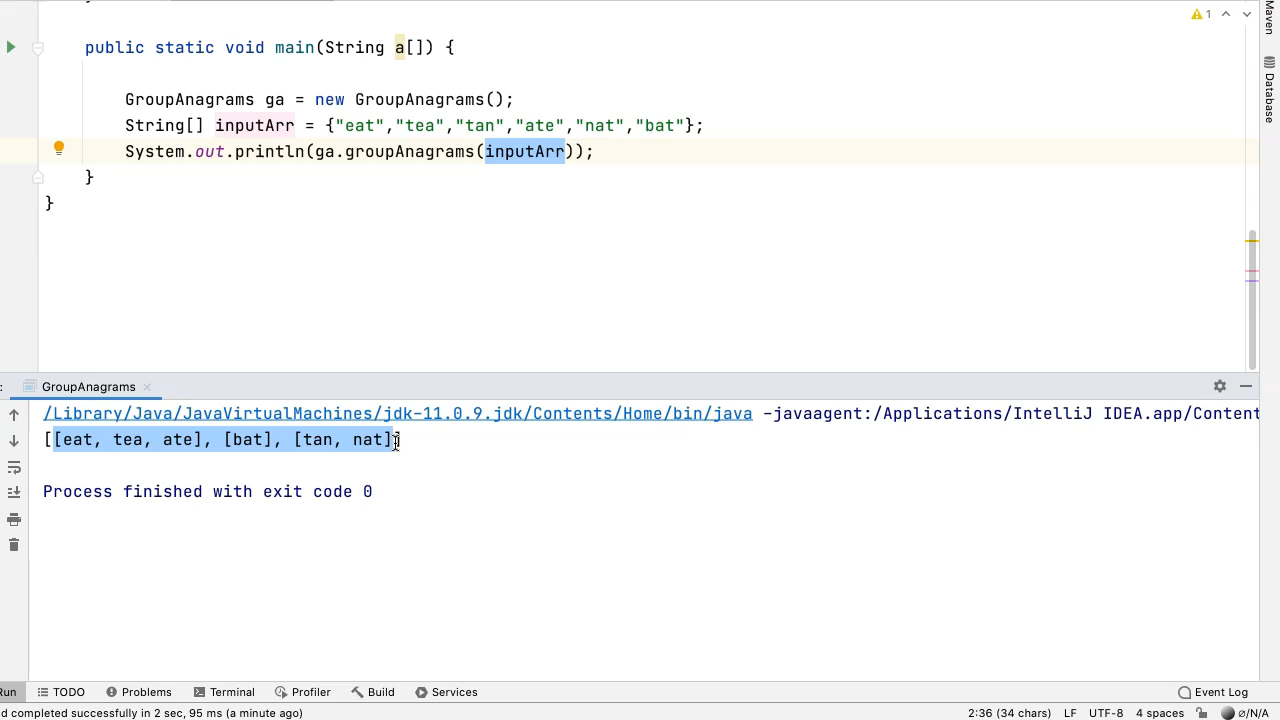 1
Maven
public static void main(String a[]) {
Database
GroupAnagrams ga = new GroupAnagrams();
String[] inputArr = {"eat","tea","tan","ate","nat","bat"};
System.out.println(ga.groupAnagrams(inputArr));
}
}
: GroupAnagrams
/Library/Java/JavaVirtualMachines/jdk-11.0.9.jdk/Contents/Home/bin/java -javaagent:/Applications/IntelliJ IDEA.app/Content
[[eat, tea, ate], [bat], [tan, nat]]
Process finished with exit code 0
Run TODO Problems Terminal Profiler Build Services Event Log
d completed successfully in 2 sec, 95 ms (a minute ago) 2:36 (34 chars) LF UTF-8 4 spaces ⌀/N/A